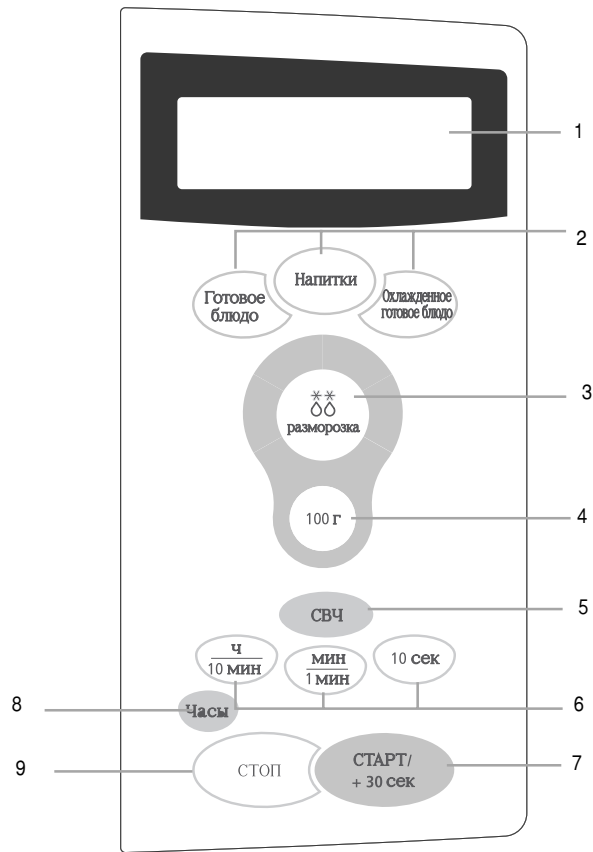 1
2
Напитки
Готовое
блюдо
Охлажденное
готовое блюдо
3
разморозка
100 г
4
СВЧ
5
ч
10 мин
мин
1 мин
10 сек
6
8
Часы
9
СТОП
СТАРТ/
+ 30 сек
7